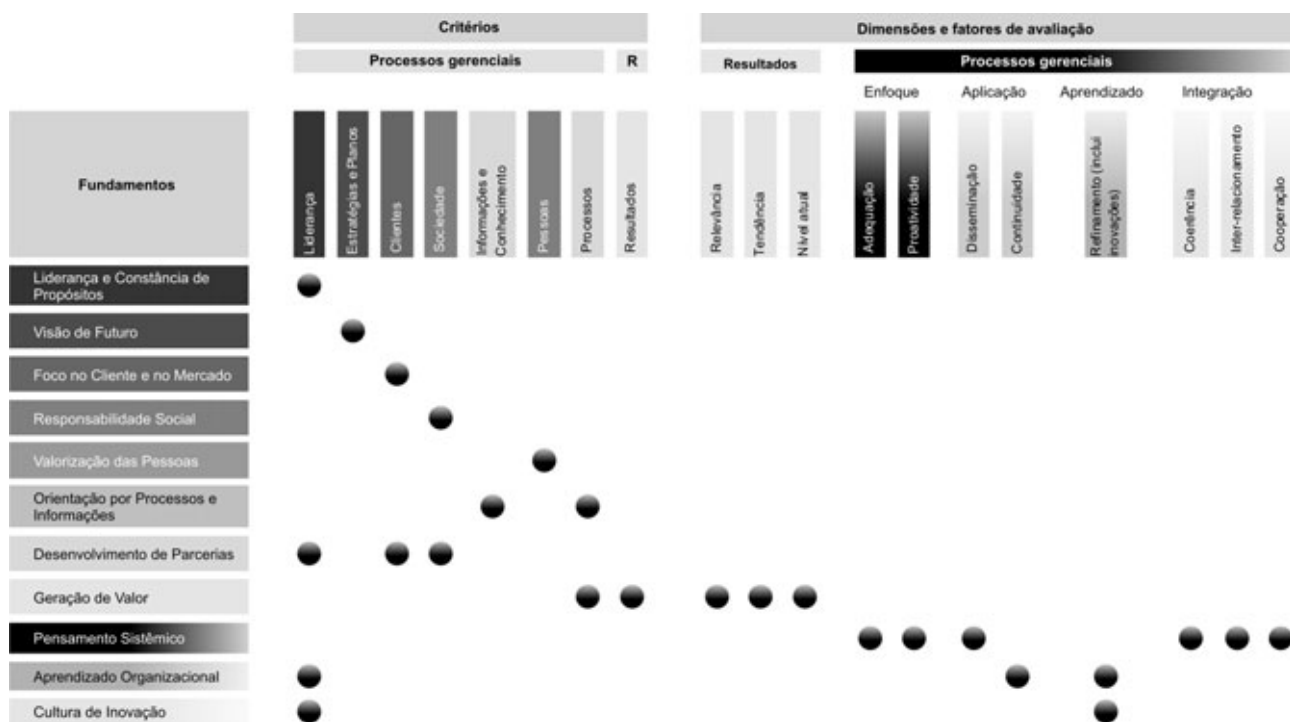 Critérios
Dimensões e fatores de avaliação
Processos gerenciais
R
Resultados
Processos gerenciais
Enfoque
Aplicação
Aprendizado
Integração
Fundamentos
Liderança
Estratégias e Planos
Clientes
Sociedade
Informações e
Conhecimento
Pessoas
Processos
Resultados
Relevância
Tendência
Nível atual
Adequação
Proatividade
Disseminação
Continuidade
Refinamento (inclui
inovações)
Coerência
Inter-relacionamento
Cooperação
Liderança e Constância de
Propósitos
Visão de Futuro
Foco no Cliente e no Mercado
Responsabilidade Social
Valorização das Pessoas
Orientação por Processos e
Informações
Desenvolvimento de Parcerias
Geração de Valor
Pensamento Sistêmico
Aprendizado Organizacional
Cultura de Inovação